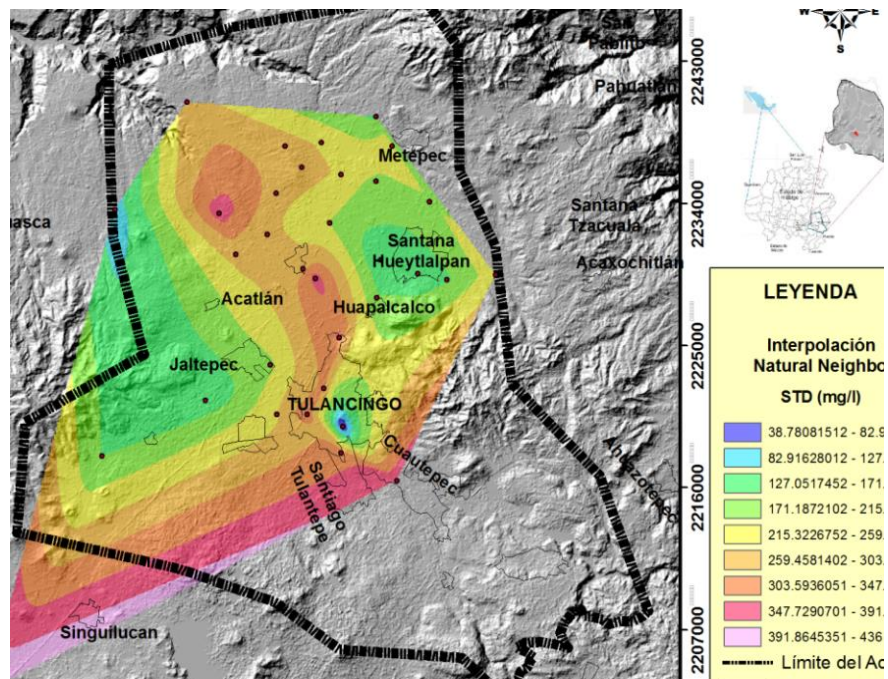 W E
S
San
Pablito
Pahuatlán
Metepec
Santana
Tzacuala
uasca
Santana
Hueytlalpan
Acaxochitlán
Acatlán
Huapalcalco
Jaltepec
TULANCINGO
Cuautepec
Santiago
Tulantepe
Ahuazotepec
Singuilucan
2243000
2234000
2225000
2216000
2207000
LEYENDA
Interpolación
Natural Neighbo
STD (mg/l)
38.78081512 - 82.9
82.91628012 - 127.
127.0517452 - 171.
171.1872102 - 215.
215.3226752 - 259.
259.4581402 - 303.
303.5936051 - 347.
347.7290701 - 391.
391.8645351 - 436
Límite del Ac